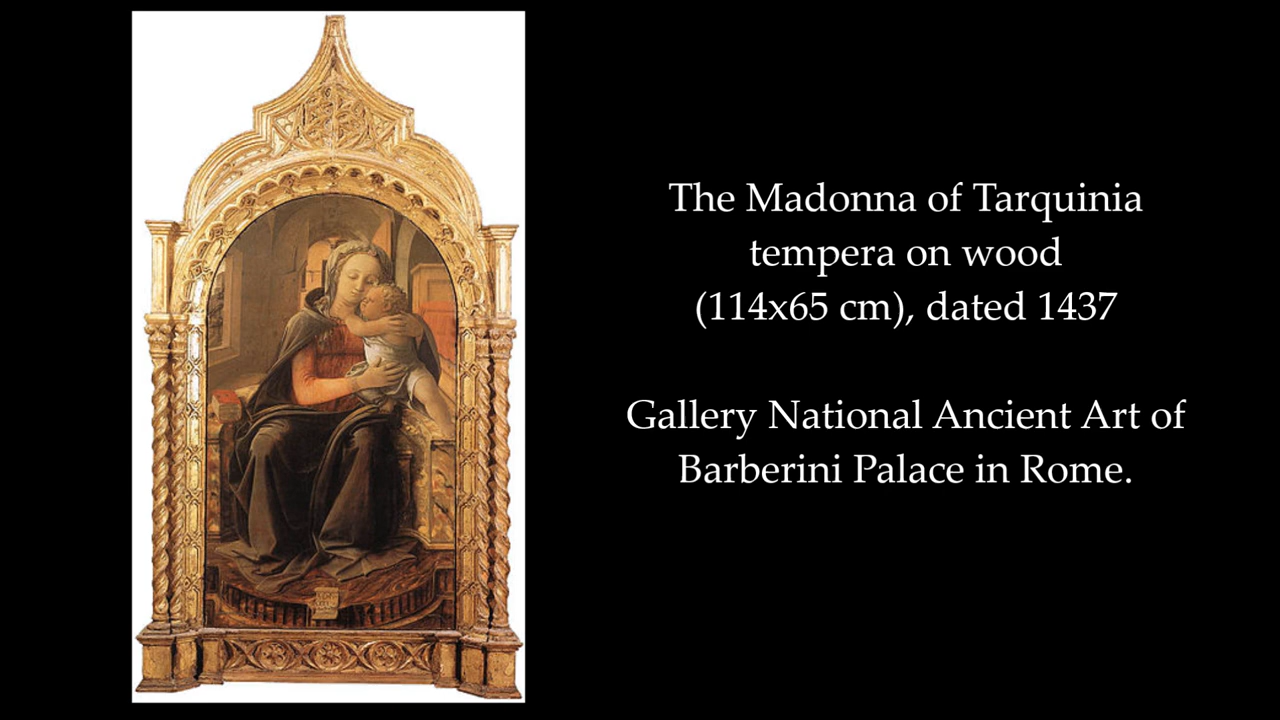 The Madonna of Tarquinia
tempera on wood
(114x65 cm), dated 1437
Gallery National Ancient Art of
Barberini Palace in Rome.